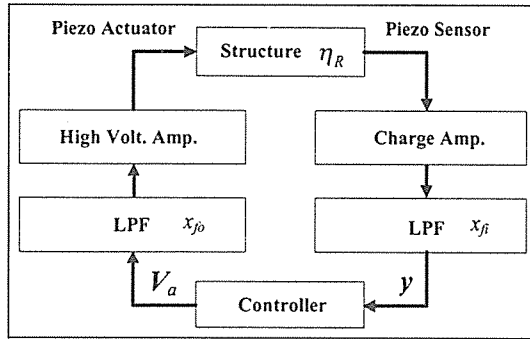 Piezo Actuator
Piezo Sensor
Structure η_R
High Volt. Amp.
Charge Amp.
LPF x_fo
LPF x_fi
V_a
Controller
y